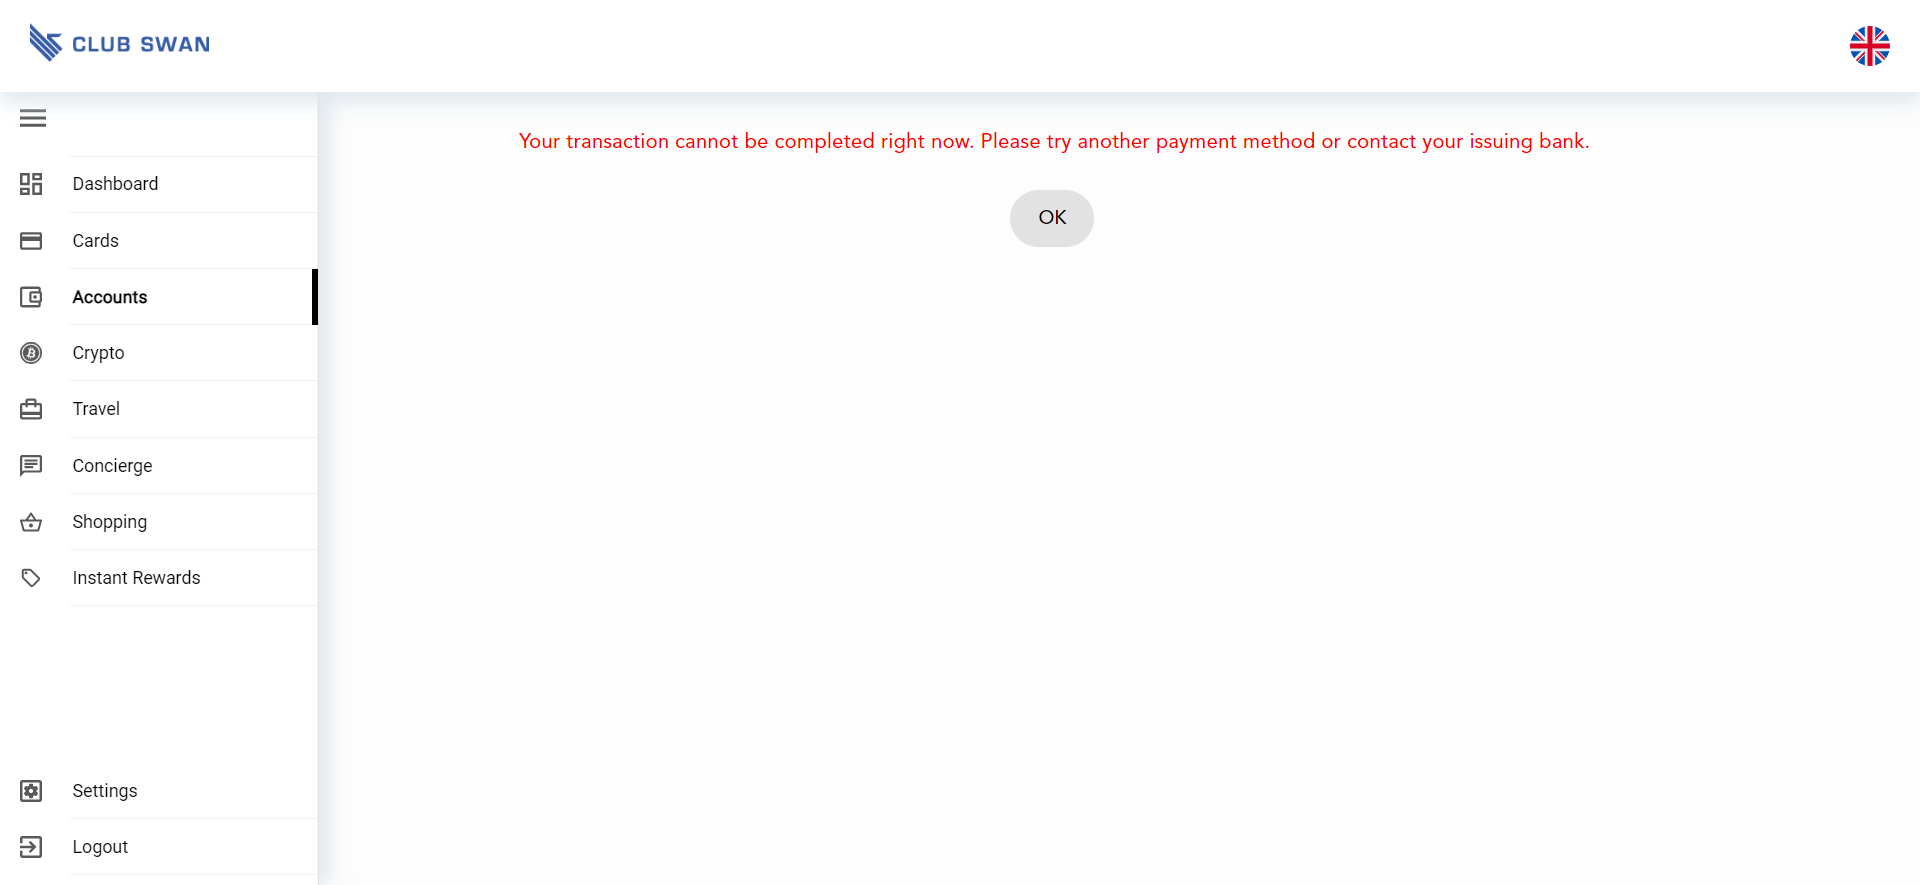 CLUB SWAN
Your transaction cannot be completed right now. Please try another payment method or contact your issuing bank.
OK
Dashboard
Cards
Accounts
Crypto
Travel
Concierge
Shopping
Instant Rewards
Settings
Logout